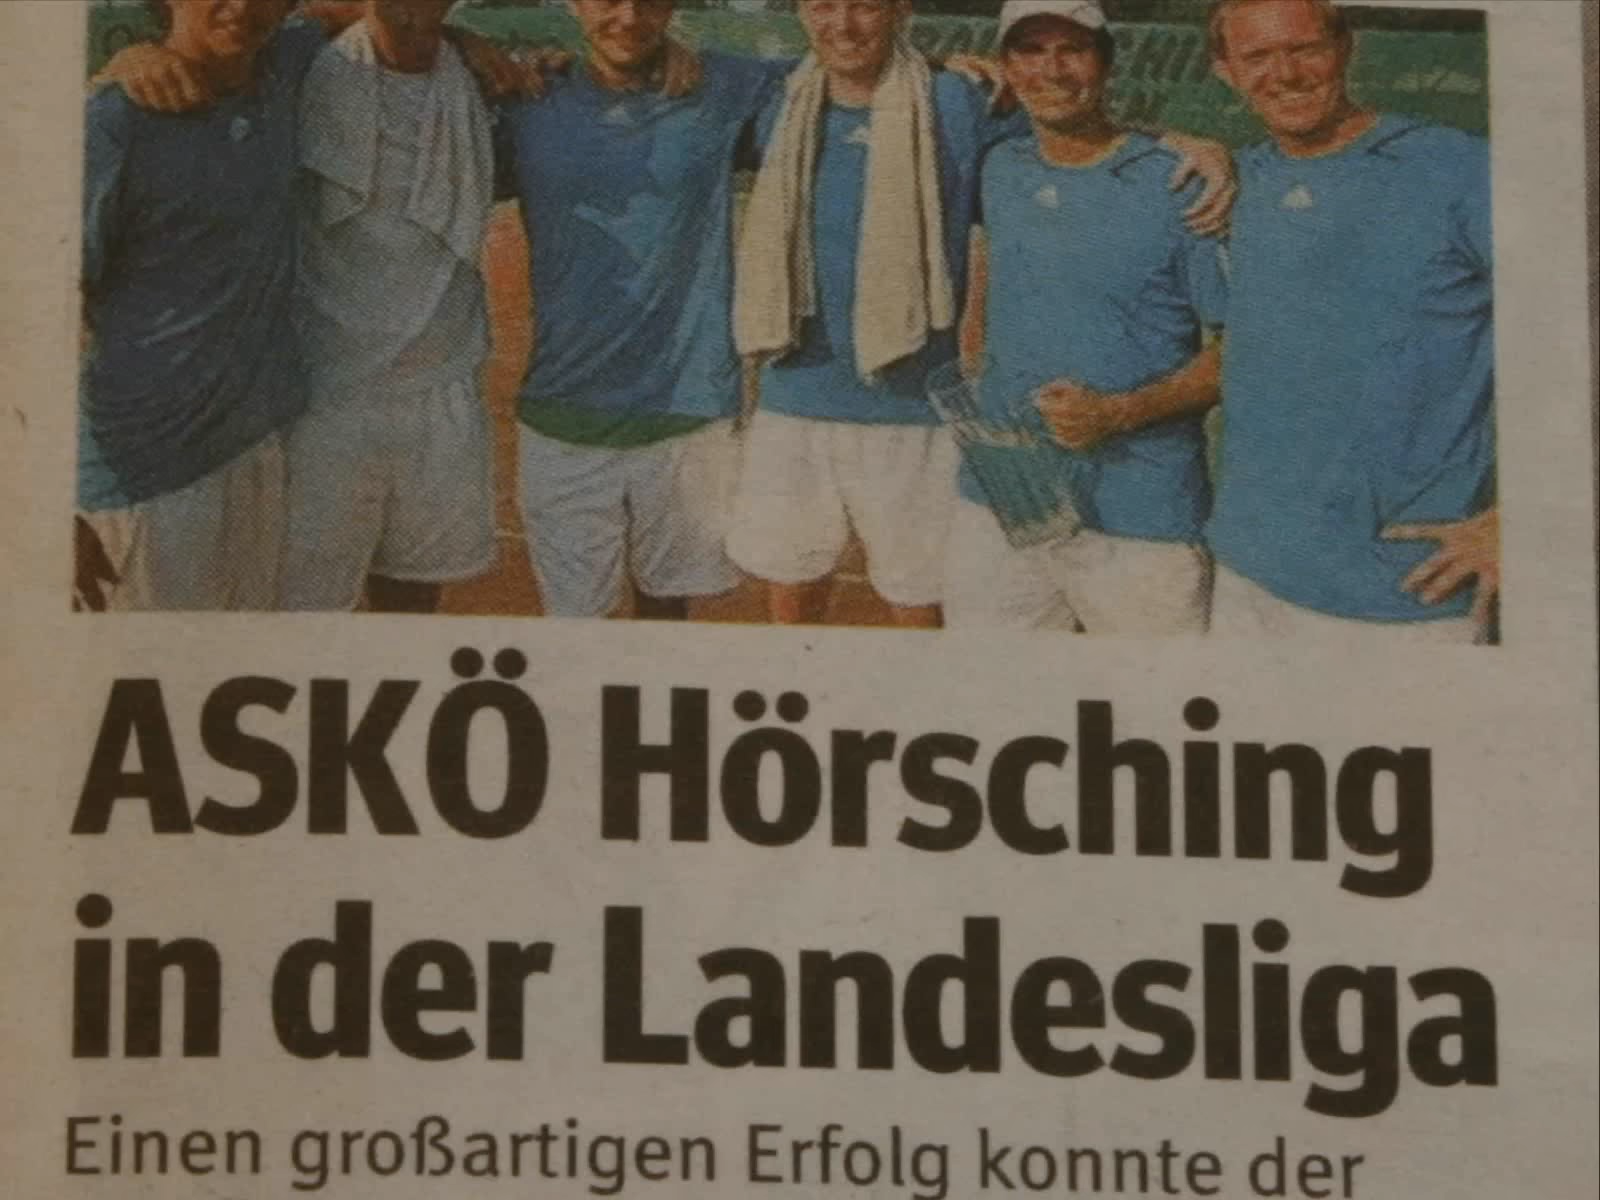 ASKÖ Hörsching
in der Landesliga
Einen großartigen Erfolg konnte der